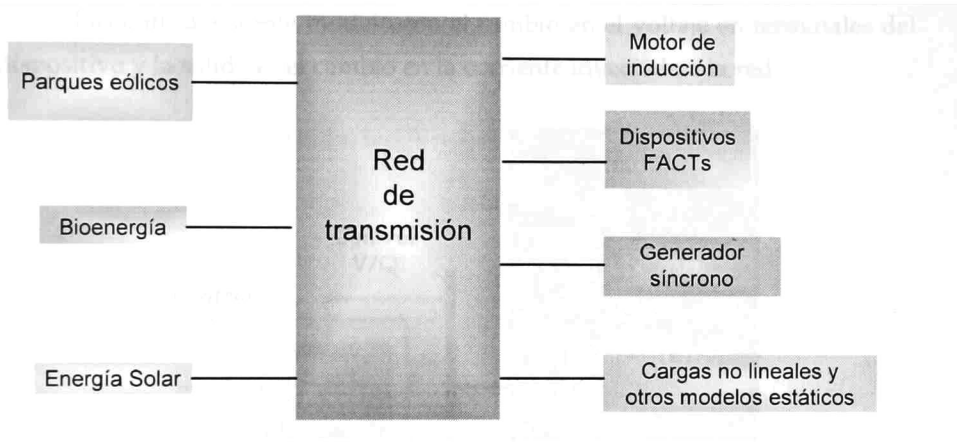 Parques eólicos
Bioenergía
Energía Solar
Red
de
transmisión
Motor de
inducción
Dispositivos
FACTs
Generador
síncrono
Cargas no lineales y
otros modelos estáticos